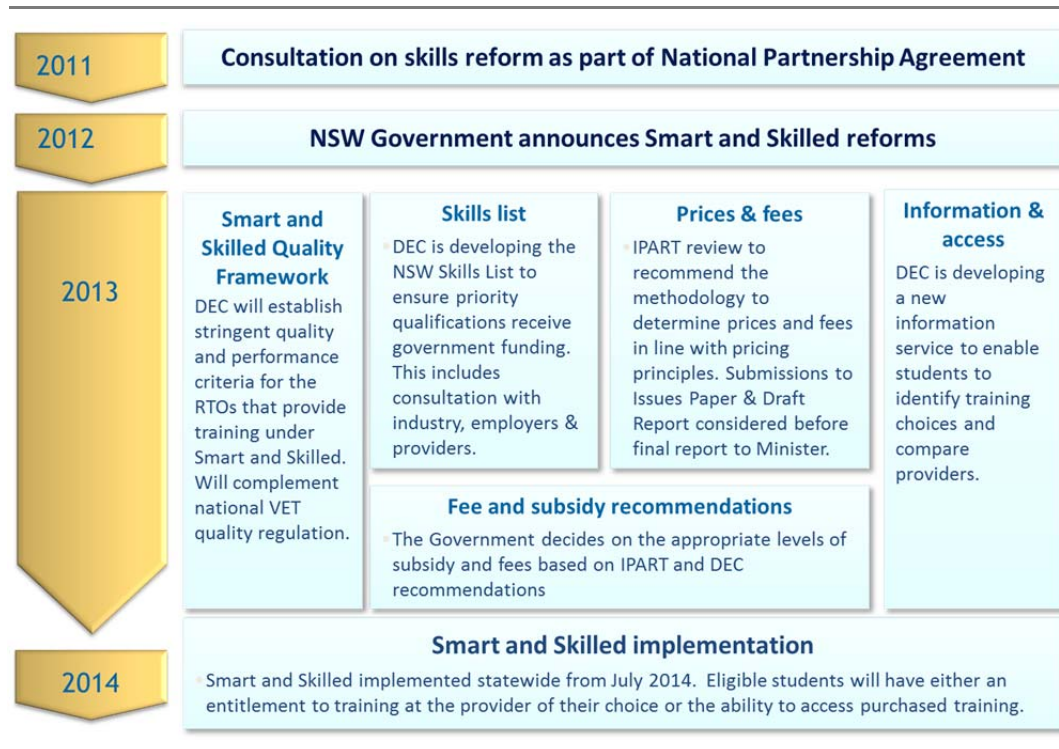 2011
Consultation on skills reform as part of National Partnership Agreement
2012
NSW Government announces Smart and Skilled reforms
2013
Smart and
Skilled Quality
Framework
DEC will establish
stringent quality
and performance
criteria for the
RTOs that provide
training under
Smart and Skilled.
Will complement
national VET
quality regulation.
Skills list
DEC is developing the
NSW Skills List to
ensure priority
qualifications receive
government funding.
This includes
consultation with
industry, employers &
providers.
Prices & fees
IPART review to
recommend the
methodology to
determine prices and fees
in line with pricing
principles. Submissions to
Issues Paper & Draft
Report considered before
final report to Minister.
Information &
access
DEC is developing
a new
information
service to enable
students to
identify training
choices and
compare
providers.
Fee and subsidy recommendations
The Government decides on the appropriate levels of
subsidy and fees based on IPART and DEC
recommendations
2014
Smart and Skilled implementation
Smart and Skilled implemented statewide from July 2014. Eligible students will have either an
entitlement to training at the provider of their choice or the ability to access purchased training.